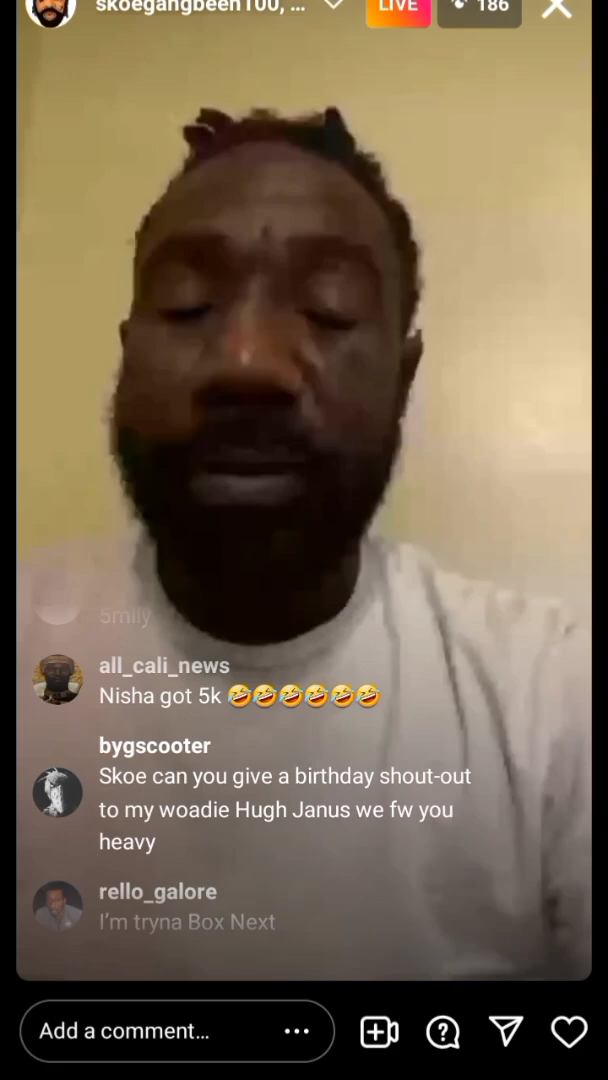 skoegangbeen100, ...
LIVE
186
5mlly
all_cali_news
Nisha got 5k 🤣🤣🤣🤣🤣🤣
bygscooter
Skoe can you give a birthday shout-out
to my woadie Hugh Janus we fw you
heavy
rello_galore
I'm tryna Box Next
Add a comment...